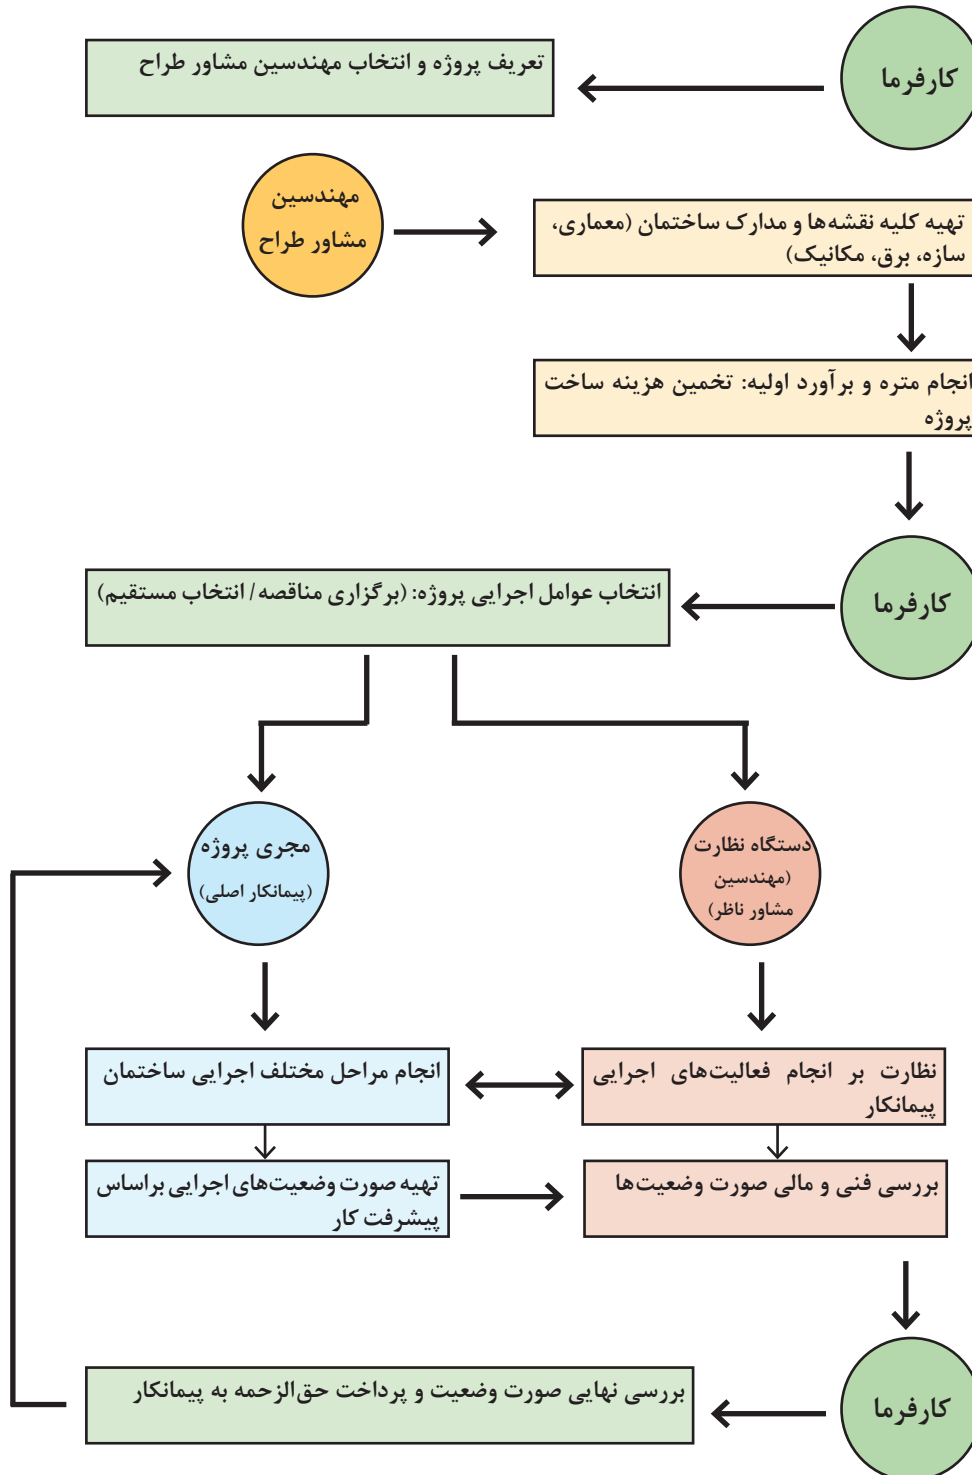 کارفرما
تعریف پروژه و انتخاب مهندسین مشاور طراح
مهندسین
مشاور طراح
تهیه کلیه نقشه‌ها و مدارک ساختمان (معماری،
سازه، برق، مکانیک)
انجام متره و برآورد اولیه: تخمین هزینه ساخت
پروژه
کارفرما
انتخاب عوامل اجرایی پروژه: (برگزاری مناقصه/ انتخاب مستقیم)
دستگاه نظارت
(مهندسین
مشاور ناظر)
مجری پروژه
(پیمانکار اصلی)
نظارت بر انجام فعالیت‌های اجرایی
پیمانکار
انجام مراحل مختلف اجرایی ساختمان
بررسی فنی و مالی صورت وضعیت‌ها
تهیه صورت وضعیت‌های اجرایی براساس
پیشرفت کار
کارفرما
بررسی نهایی صورت وضعیت و پرداخت حق‌الزحمه به پیمانکار